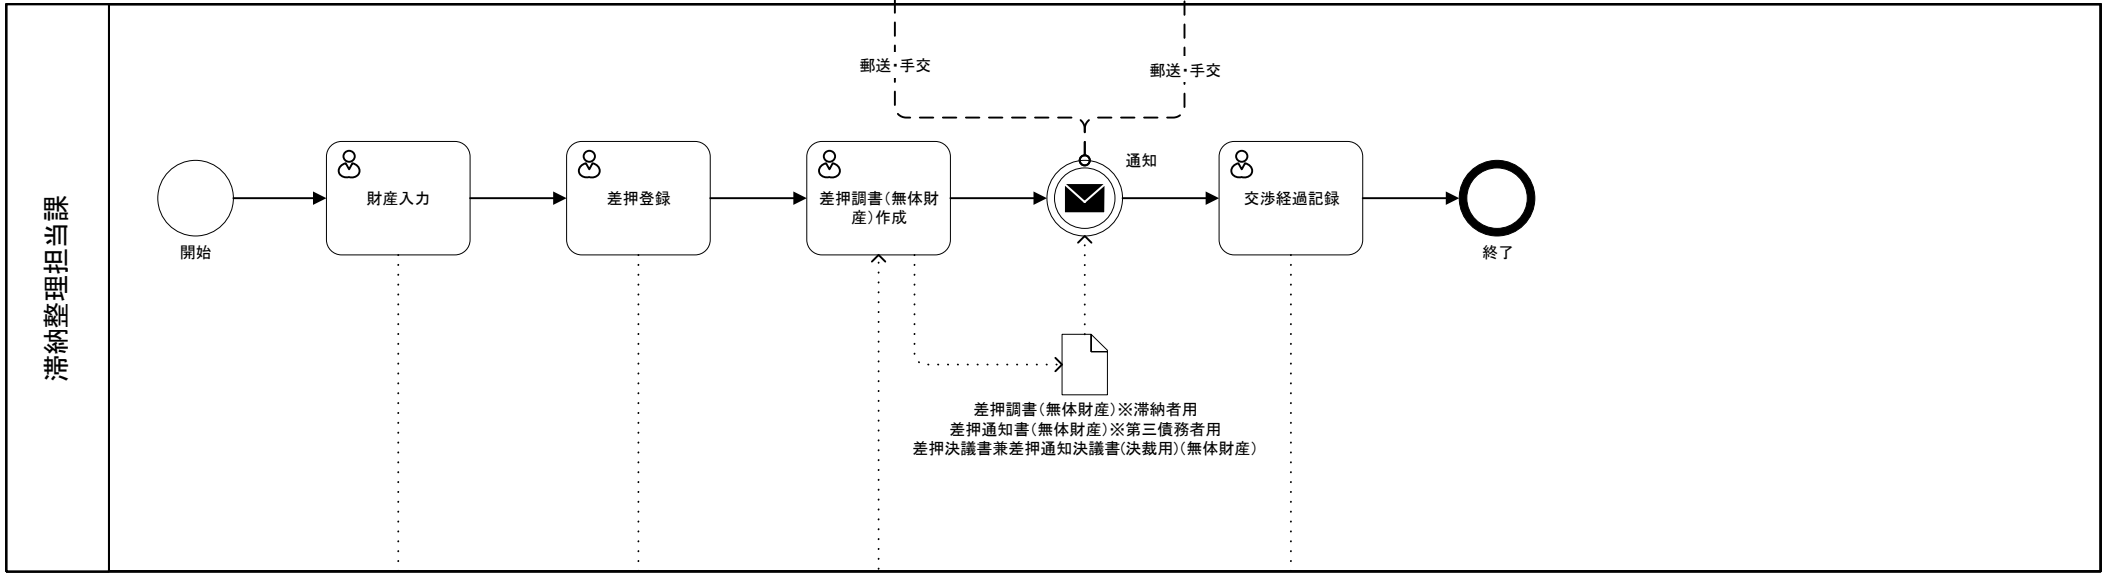 滞納整理担当課
郵送・手交
郵送・手交
開始
財産入力
差押登録
差押調書(無体財
産)作成
通知
交渉経過記録
終了
差押調書(無体財産)※滞納者用
差押通知書(無体財産)※第三債務者用
差押決議書兼差押通知決議書(決裁用)(無体財産)